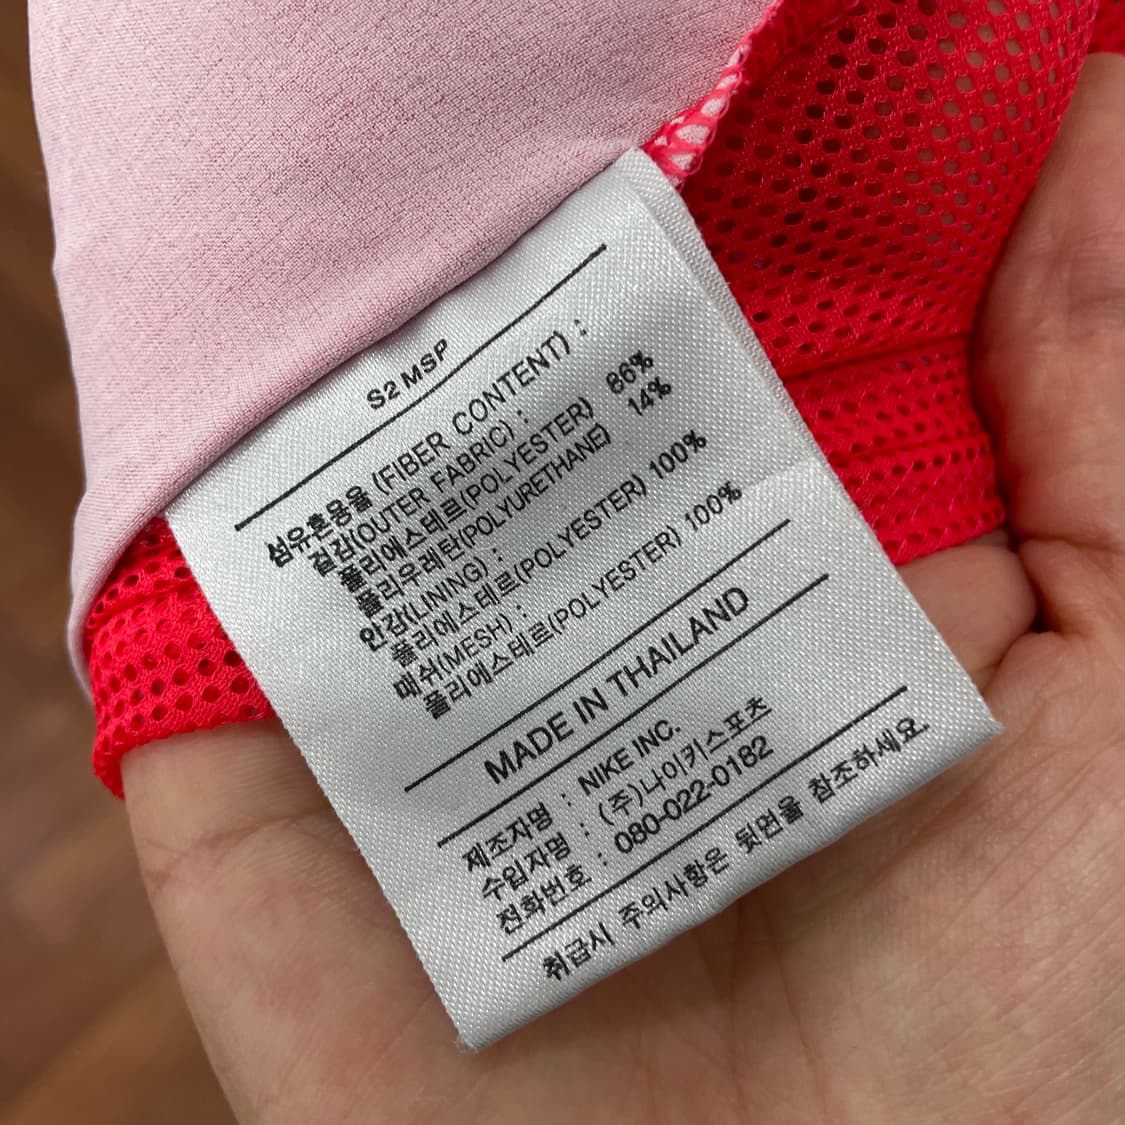 S2 MSP
섬유혼용율 (FIBER CONTENT) :
겉감(OUTER FABRIC) :
폴리에스테르(POLYESTER) 86%
폴리우레탄(POLYURETHANE) 14%
안감(LINING) :
폴리에스테르(POLYESTER) 100%
매쉬(MESH) :
폴리에스테르(POLYESTER) 100%
MADE IN THAILAND
제조자명 : NIKE INC.
수입자명 : (주)나이키스포츠
전화번호 : 080-022-0182
취급시 주의사항은 뒷면을 참조하세요.